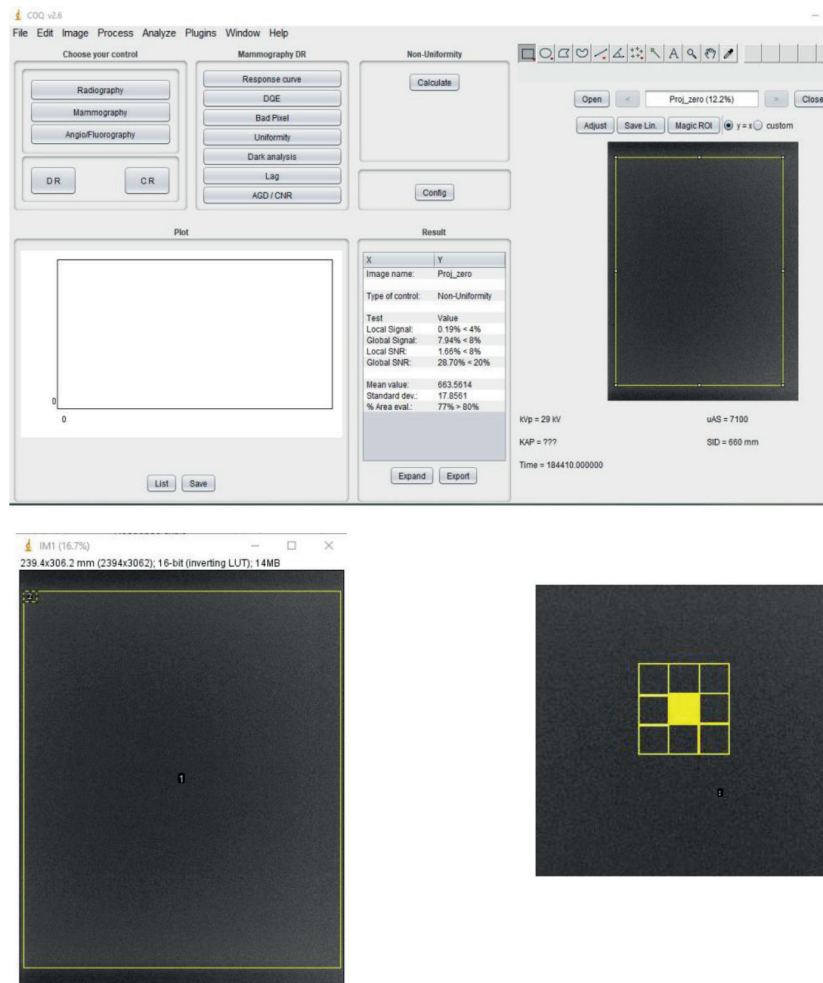 COQ v2.6
File Edit Image Process Analyze Plugins Window Help
Choose your control
Radiography
Mammography
Angio/Fluorography
DR
CR
Mammography DR
Response curve
DQE
Bad Pixel
Uniformity
Dark analysis
Lag
AGD / CNR
Non-Uniformity
Calculate
Config
Open < Proj_zero (12.2%) > Close
Adjust Save Lin. Magic ROI y = x custom
Plot
0
0
List Save
Result
X Y
Image name: Proj_zero
Type of control: Non-Uniformity
Test Value
Local Signal: 0.19% < 4%
Global Signal: 7.94% < 8%
Local SNR: 1.66% < 8%
Global SNR: 28.70% < 20%
Mean value: 663.5614
Standard dev.: 17.8561
% Area eval.: 77% > 80%
Expand Export
kVp = 29 kV uAS = 7100
KAP = ??? SID = 660 mm
Time = 184410.000000
IM1 (16.7%)
239.4x306.2 mm (2394x3062); 16-bit (inverting LUT); 14MB
2
1